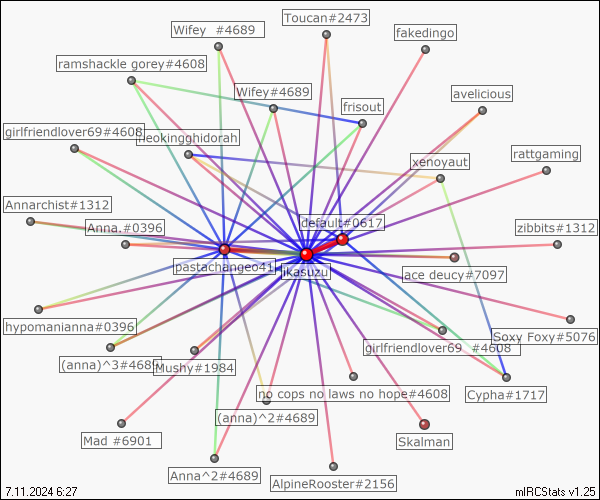 Toucan#2473
Wifey #4689
fakedingo
ramshackle gorey#4608
Wifey#4689
avelicious
frisout
girlfriendlover69#4608
neokingghidorah
xenoyaut
rattgaming
Annarchist#1312
Anna.#0396
default#0617
zibbits#1312
pastachangeo41
ikasuzu
ace deucy#7097
hypomanianna#0396
Soxy Foxy#5076
girlfriendlover69 #4608
(anna)^3#4689
Mushy#1984
no cops no laws no hope#4608
Cypha#1717
(anna)^2#4689
Mad #6901
Skalman
Anna^2#4689
AlpineRooster#2156
7.11.2024 6:27
mIRCStats v1.25